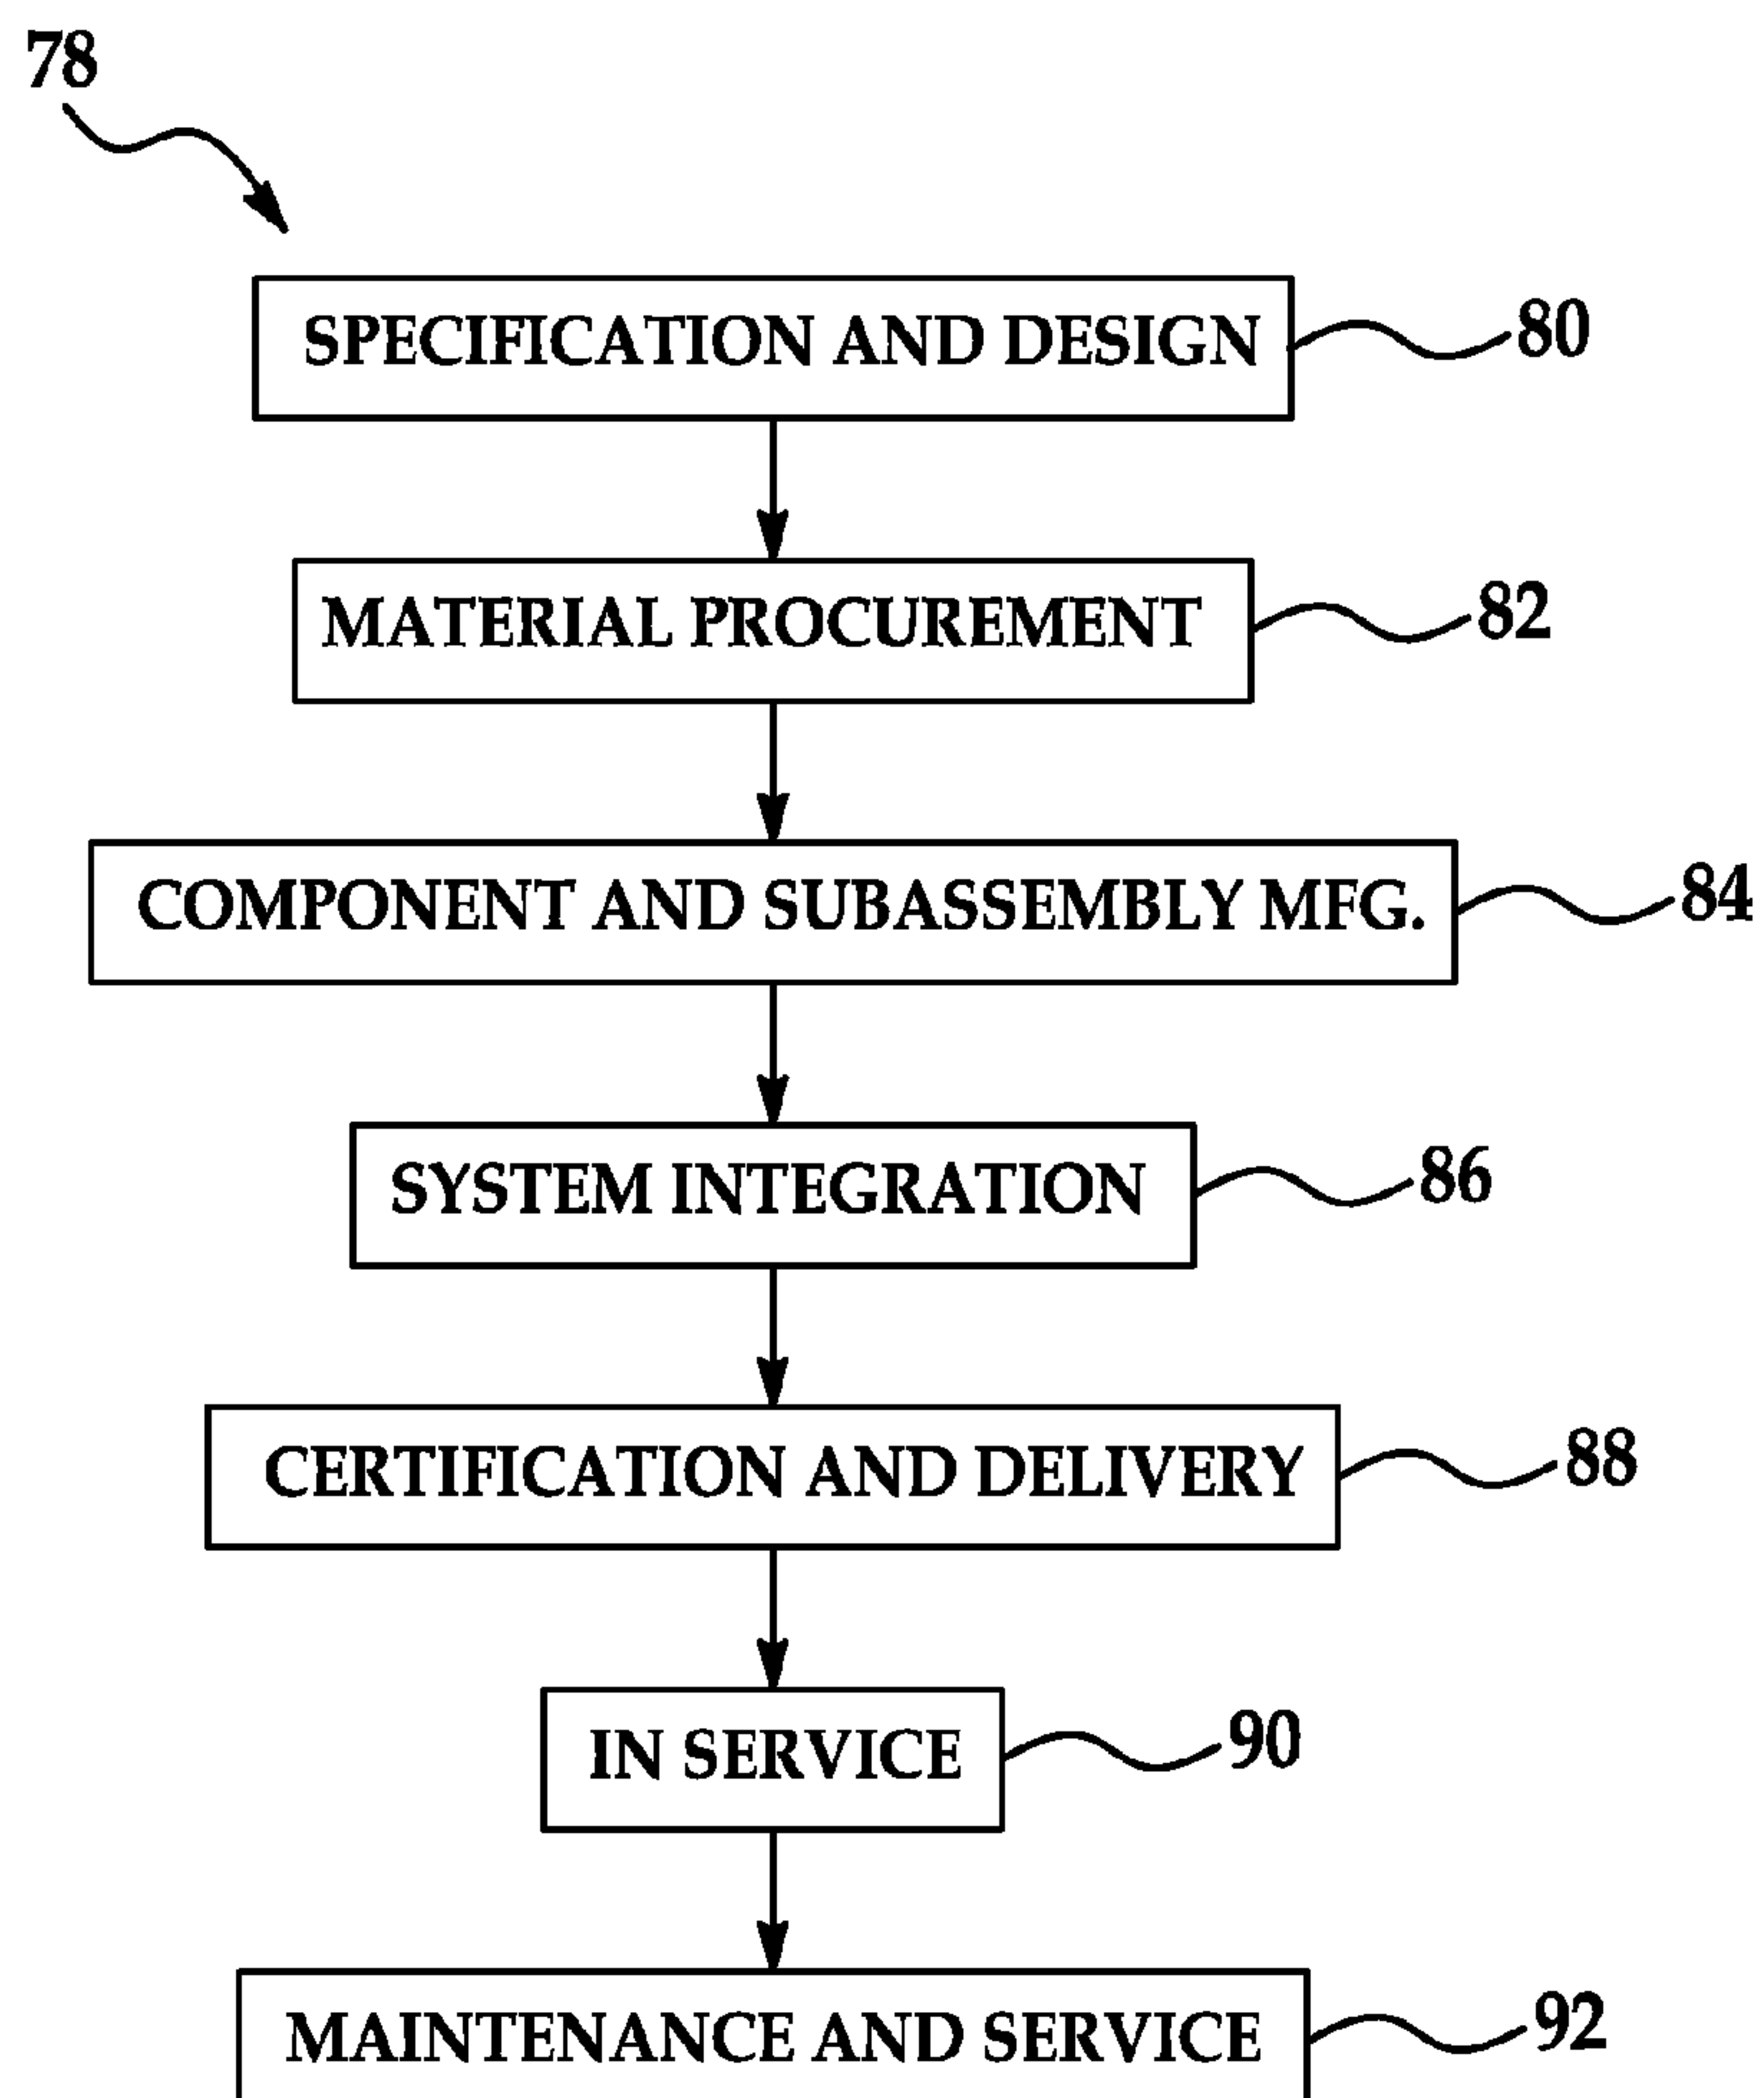 78
SPECIFICATION AND DESIGN
80
MATERIAL PROCUREMENT
82
COMPONENT AND SUBASSEMBLY MFG.
84
SYSTEM INTEGRATION
86
CERTIFICATION AND DELIVERY
88
IN SERVICE
90
MAINTENANCE AND SERVICE
92